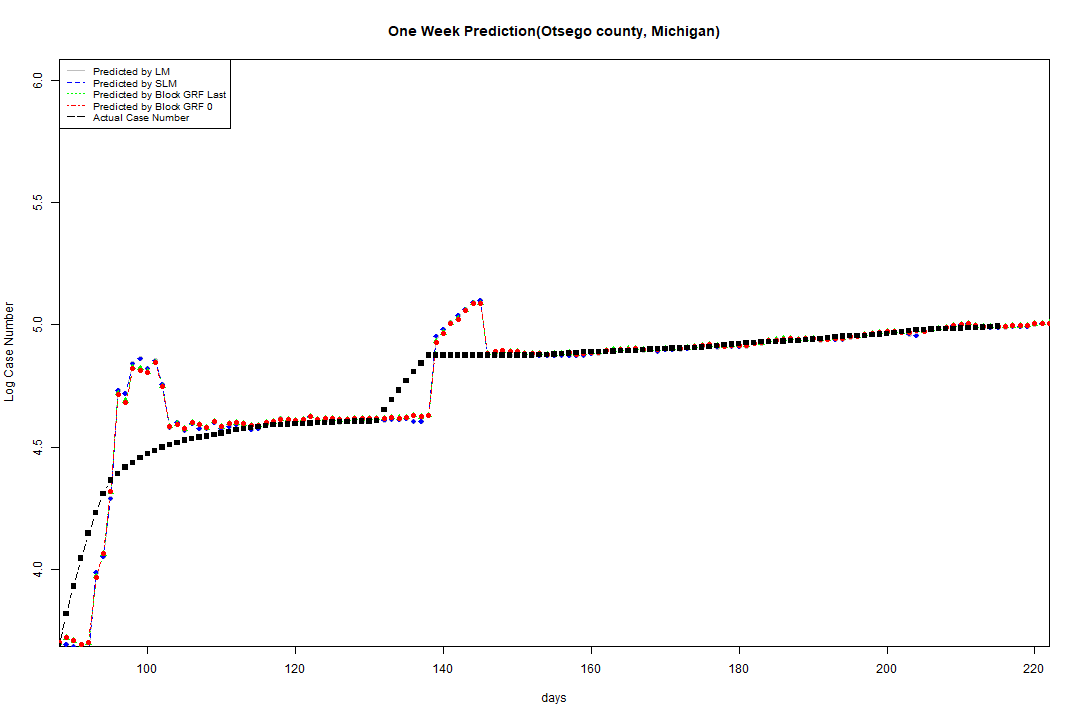 One Week Prediction(Otsego county, Michigan)
Predicted by LM
Predicted by SLM
Predicted by Block GRF Last
Predicted by Block GRF 0
Actual Case Number
6.0
5.5
5.0
4.5
4.0
Log Case Number
100 120 140 160 180 200 220
days